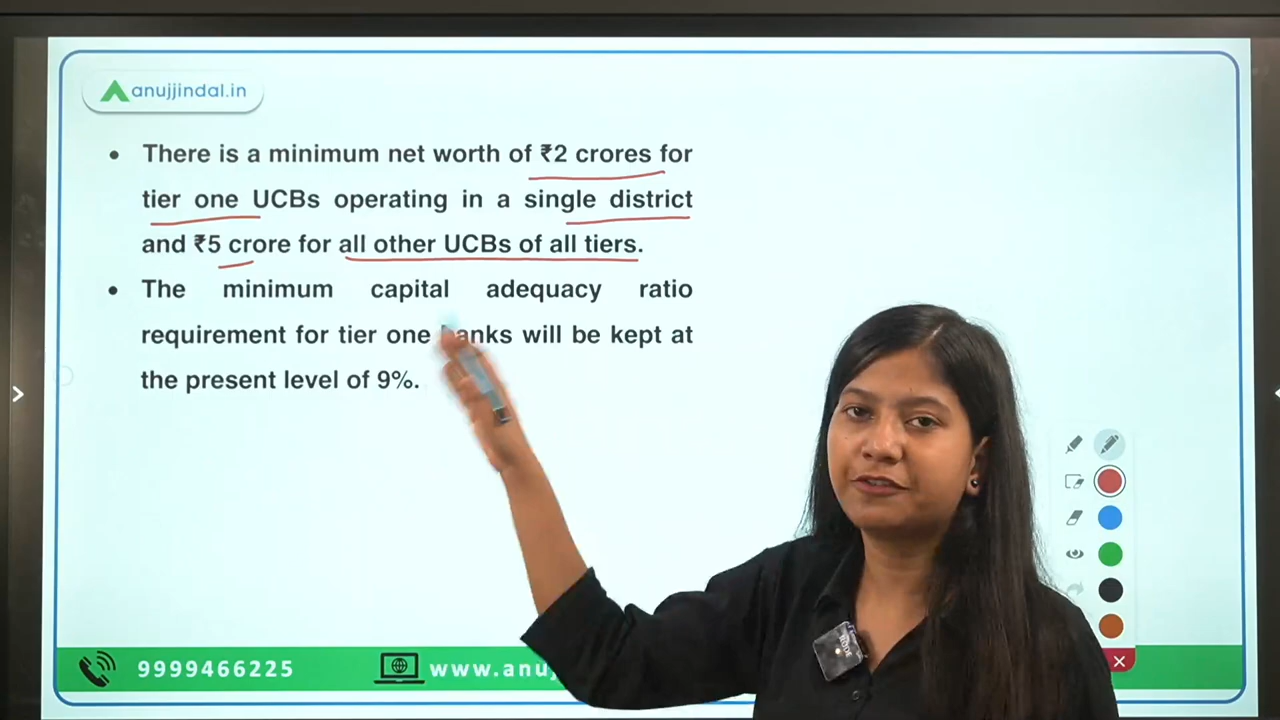 anujjindal.in
• There is a minimum net worth of ₹2 crores for
tier one UCBs operating in a single district
and ₹5 crore for all other UCBs of all tiers.
• The minimum capital adequacy ratio
requirement for tier one banks will be kept at
the present level of 9%.
9999466225